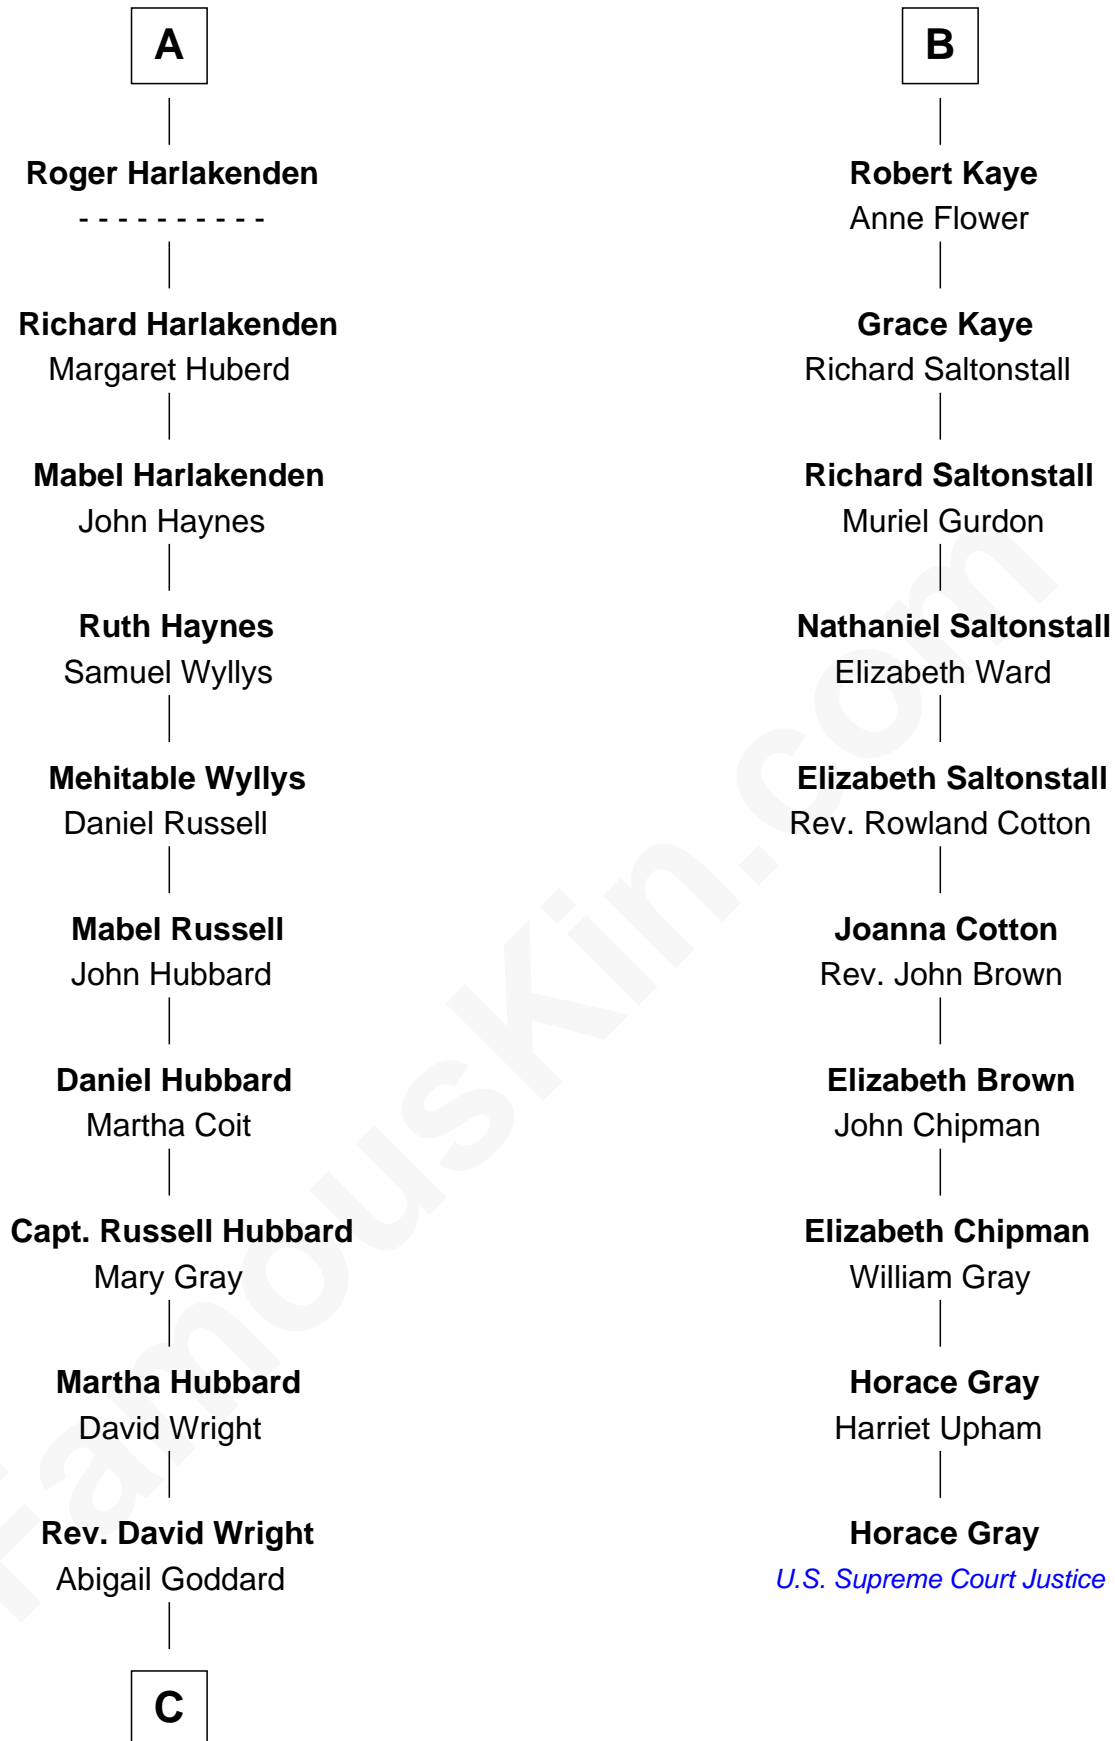 A
Roger Harlakenden
- - - - - - - - - -
Richard Harlakenden
Margaret Huberd
Mabel Harlakenden
John Haynes
Ruth Haynes
Samuel Wyllys
Mehitable Wyllys
Daniel Russell
Mabel Russell
John Hubbard
Daniel Hubbard
Martha Coit
Capt. Russell Hubbard
Mary Gray
Martha Hubbard
David Wright
Rev. David Wright
Abigail Goddard
C
B
Robert Kaye
Anne Flower
Grace Kaye
Richard Saltonstall
Richard Saltonstall
Muriel Gurdon
Nathaniel Saltonstall
Elizabeth Ward
Elizabeth Saltonstall
Rev. Rowland Cotton
Joanna Cotton
Rev. John Brown
Elizabeth Brown
John Chipman
Elizabeth Chipman
William Gray
Horace Gray
Harriet Upham
Horace Gray
U.S. Supreme Court Justice
FamousKin.com